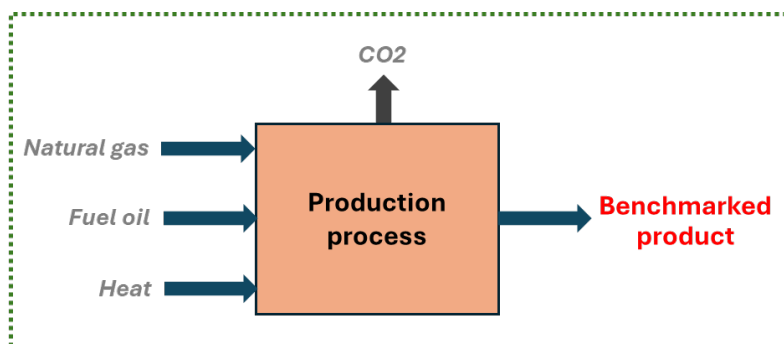 CO2
Natural gas
Fuel oil
Heat
Production
process
Benchmarked
product